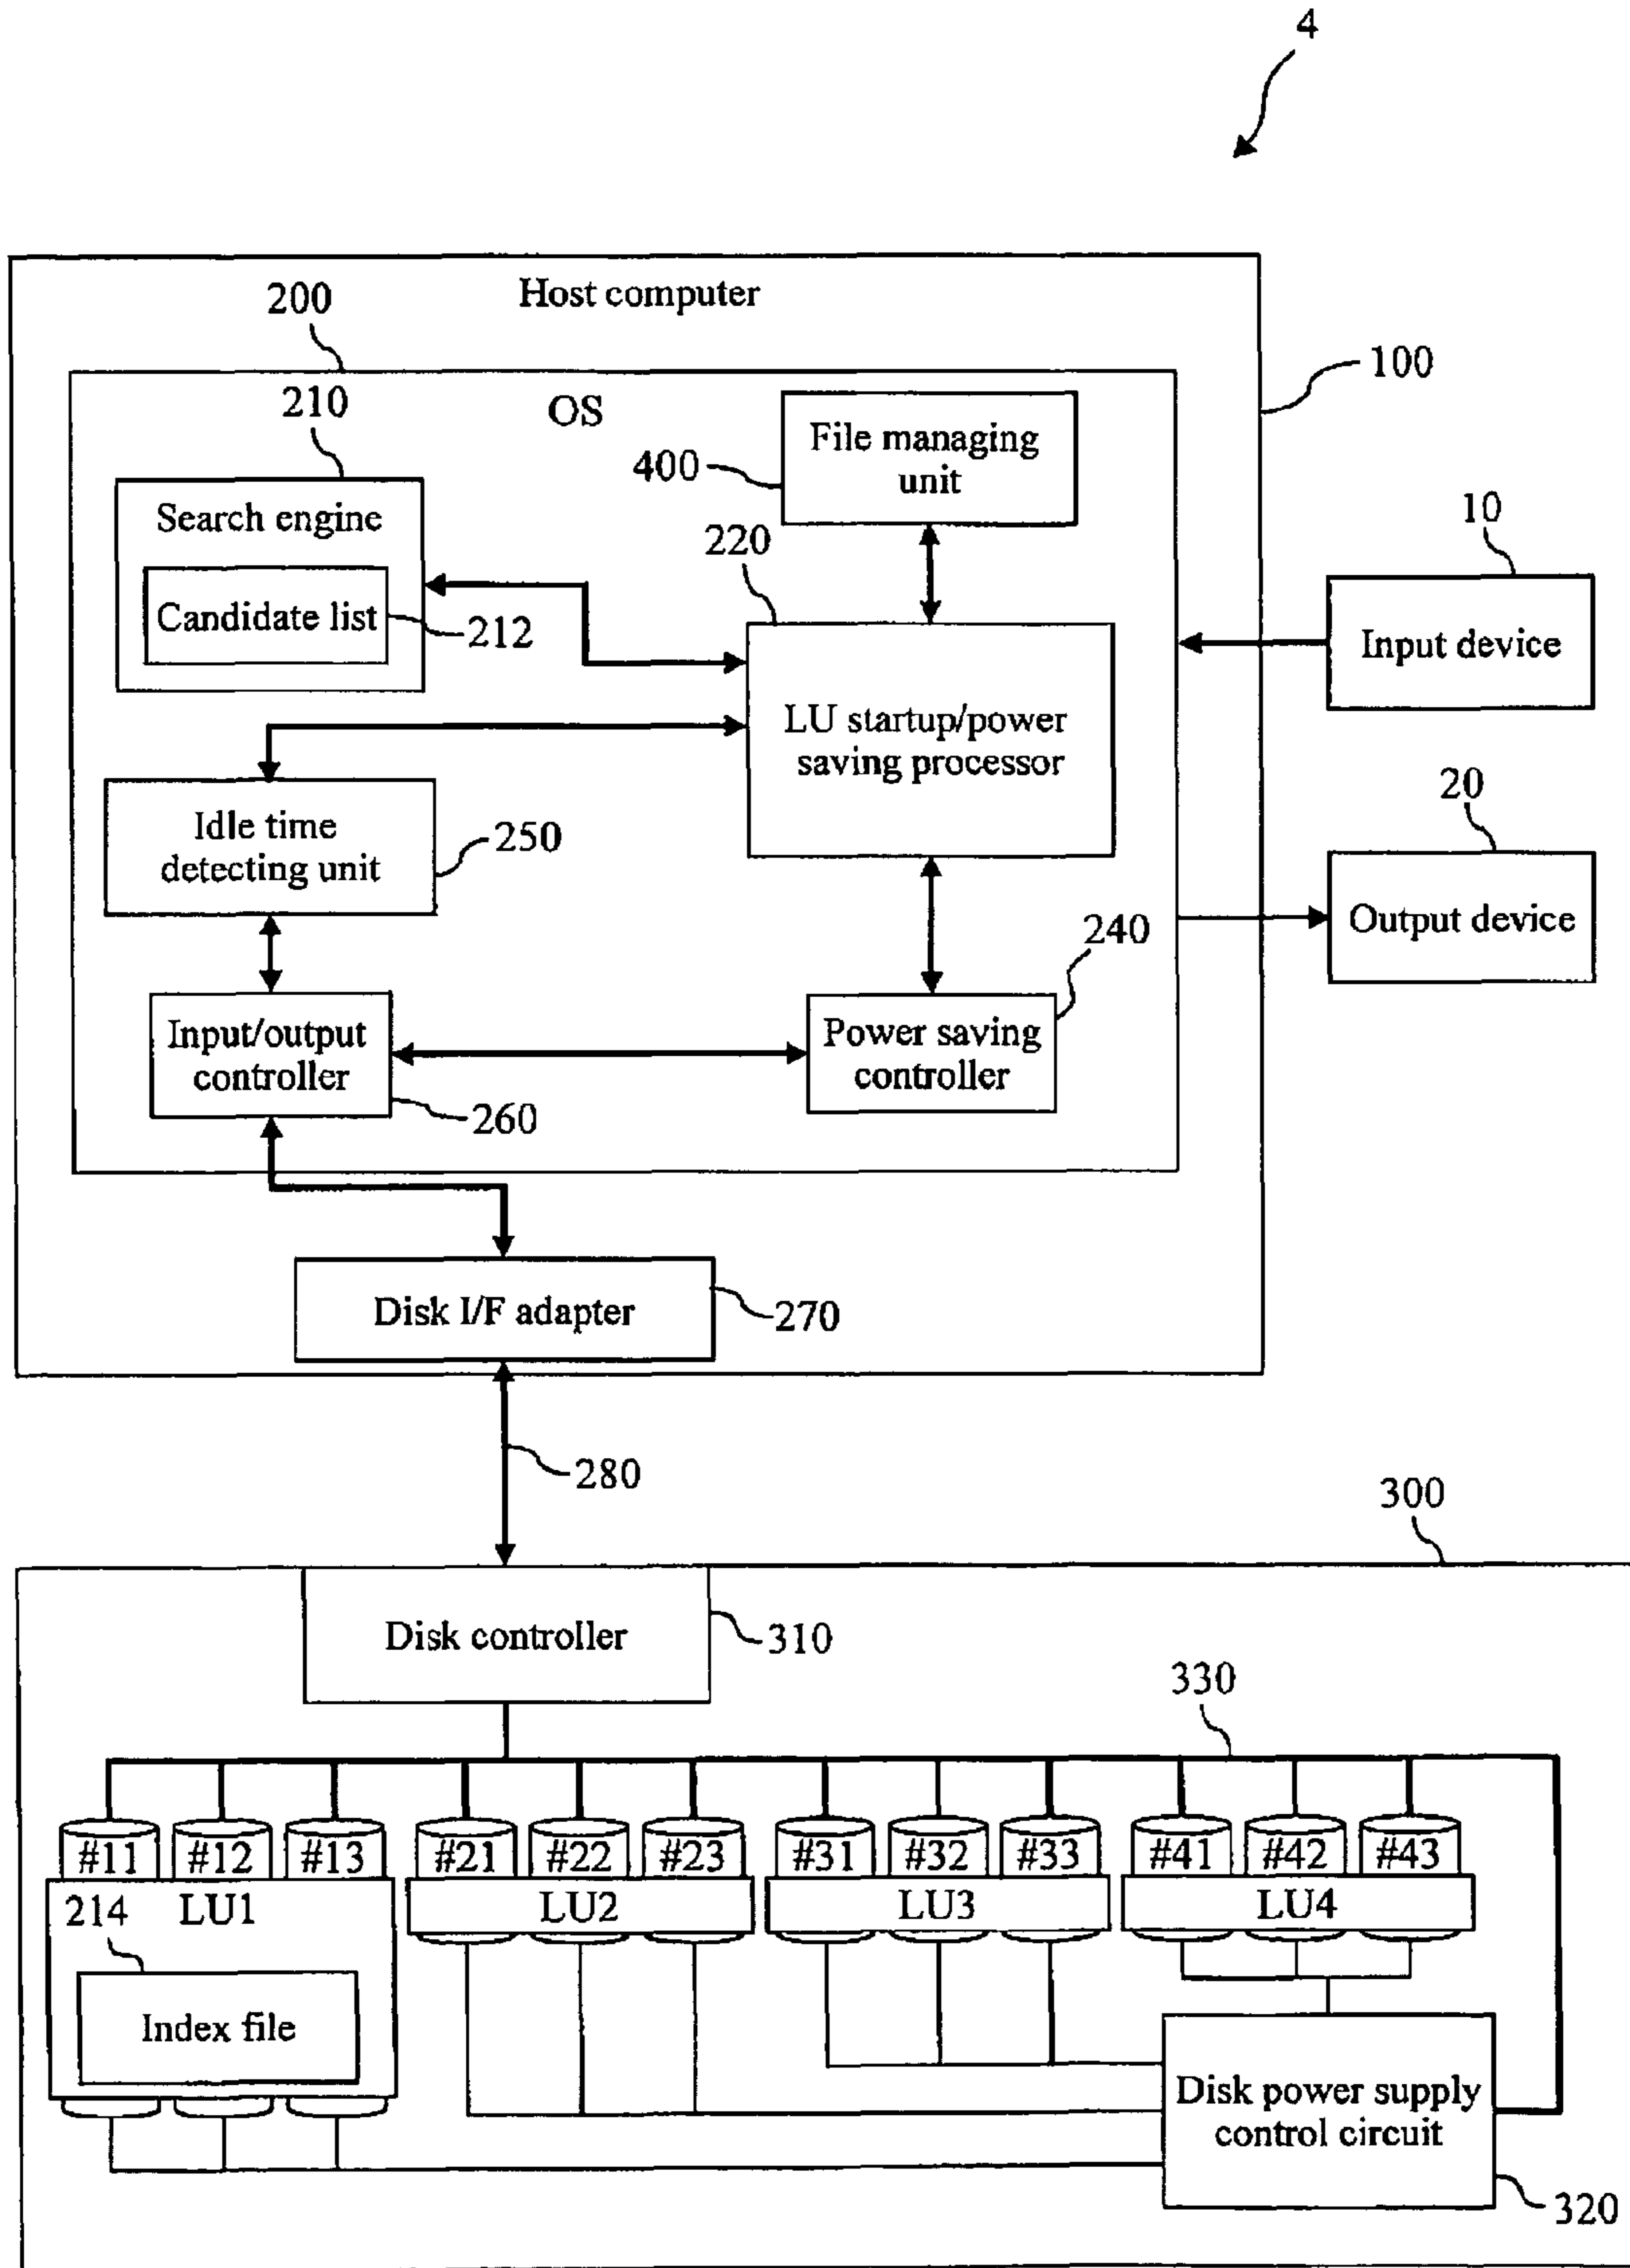 4
Host computer
200
100
210
OS
File managing
unit
400
Search engine
220
10
Candidate list
212
Input device
LU startup/power
saving processor
20
Idle time
detecting unit
250
Output device
240
Input/output
controller
Power saving
controller
260
Disk I/F adapter
270
280
300
Disk controller
310
330
#11 #12 #13 #21 #22 #23 #31 #32 #33 #41 #42 #43
214 LU1 LU2 LU3 LU4
Index file
Disk power supply
control circuit
320